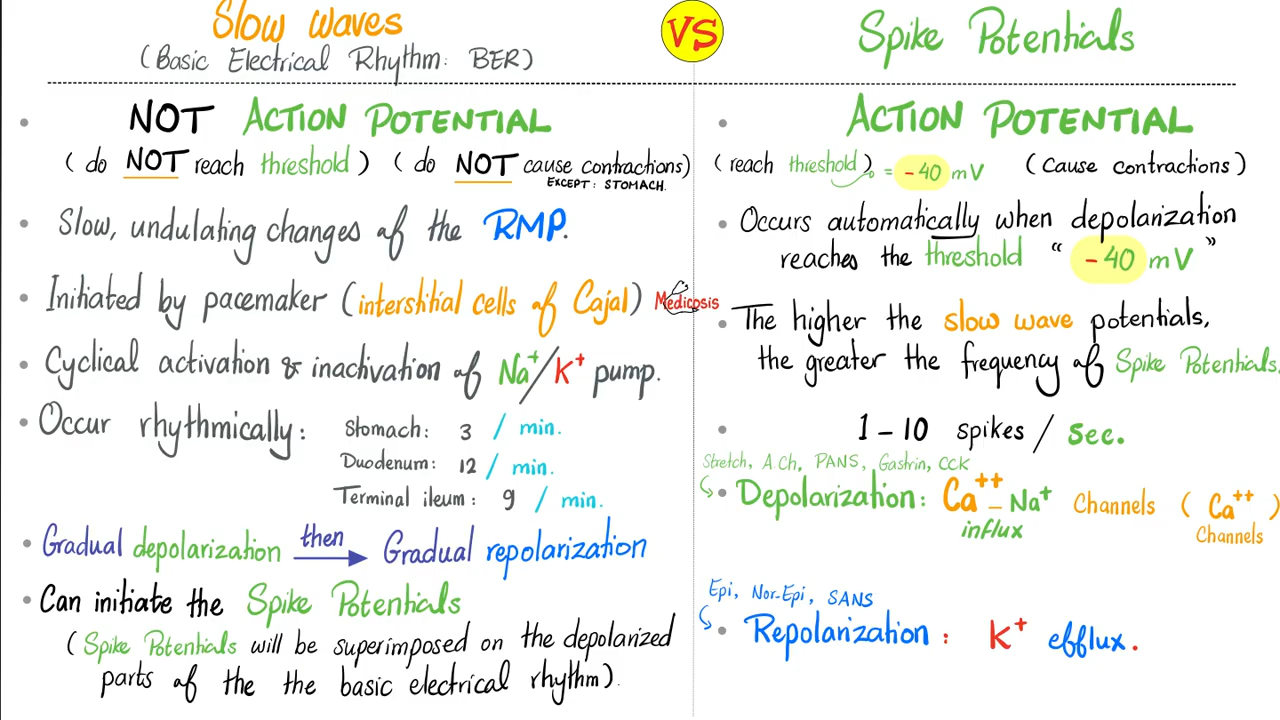 Slow waves
(Basic Electrical Rhythm: BER)
NOT ACTION POTENTIAL
(do NOT reach threshold) (do NOT cause contractions)
EXCEPT: STOMACH.
Slow, undulating changes of the RMP.
Initiated by pacemaker (interstitial cells of Cajal)
Medicosis
Cyclical activation & inactivation of Na+/K+ pump.
Occur rhythmically:
Stomach: 3 / min.
Duodenum: 12 / min.
Terminal ileum: 9 / min.
Gradual depolarization then Gradual repolarization
Can initiate the Spike Potentials
(Spike Potentials will be superimposed on the depolarized
parts of the the basic electrical rhythm).
VS
Spike Potentials
ACTION POTENTIAL
(reach threshold) = -40 mV (Cause contractions)
Occurs automatically when depolarization
reaches the threshold "-40 mV"
The higher the slow wave potentials,
the greater the frequency of Spike Potentials.
1-10 spikes / Sec.
Stretch, A.Ch, PANS, Gastrin, CCK
Depolarization: Ca++ - Na+ Channels (Ca++)
influx
Channels
Epi, Nor-Epi, SANS
Repolarization: K+ efflux.